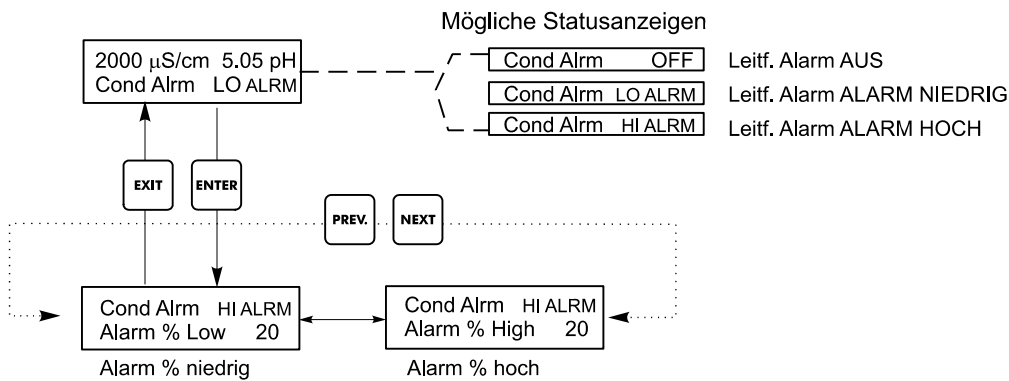 Mögliche Statusanzeigen
2000 µS/cm 5.05 pH
Cond Alrm LO ALRM
Cond Alrm OFF Leitf. Alarm AUS
Cond Alrm LO ALRM Leitf. Alarm ALARM NIEDRIG
Cond Alrm HI ALRM Leitf. Alarm ALARM HOCH
EXIT ENTER
PREV. NEXT
Cond Alrm HI ALRM
Alarm % Low 20
Alarm % niedrig
Cond Alrm HI ALRM
Alarm % High 20
Alarm % hoch